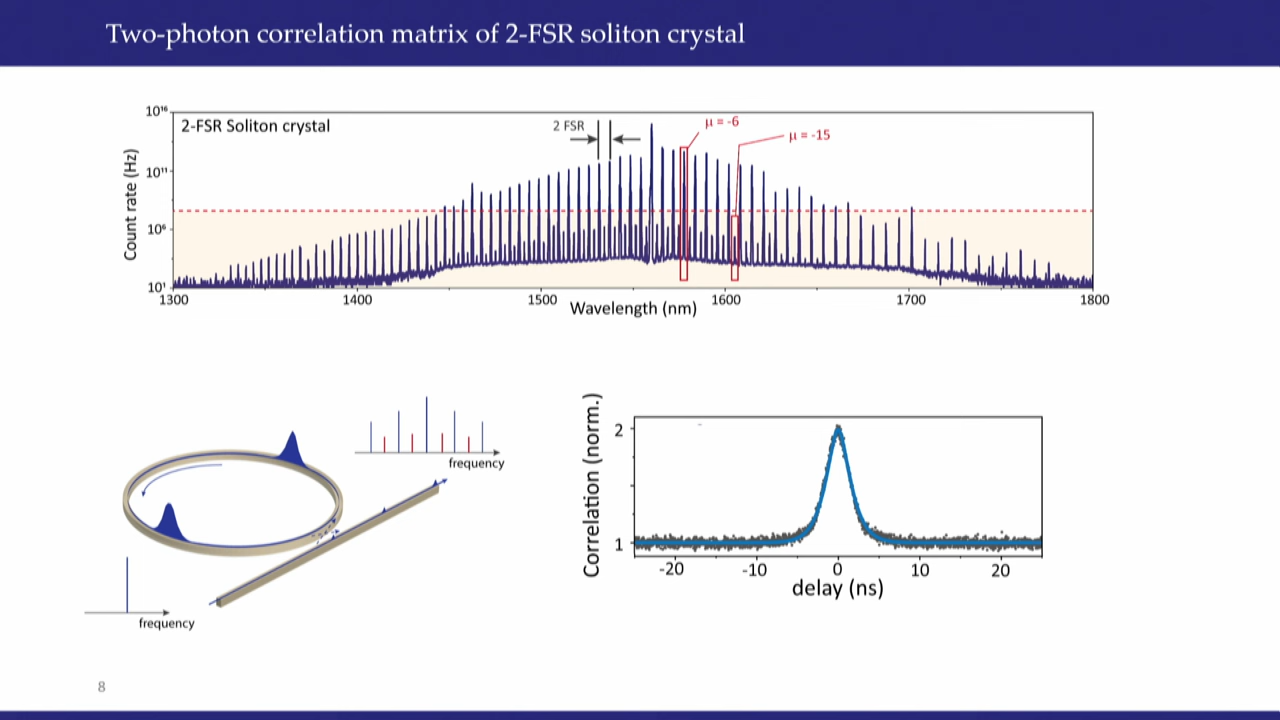 Two-photon correlation matrix of 2-FSR soliton crystal
2-FSR Soliton crystal
2 FSR
μ = -6
μ = -15
Count rate (Hz)
10¹⁶
10¹¹
10⁶
10¹
1300 1400 1500 1600 1700 1800
Wavelength (nm)
frequency
frequency
Correlation (norm.)
2
1
-20 -10 0 10 20
delay (ns)
8